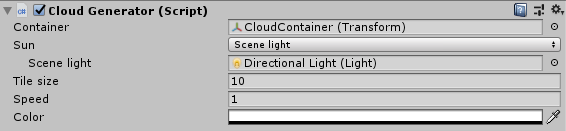 Cloud Generator (Script)
Container CloudContainer (Transform)
Sun Scene light
Scene light Directional Light (Light)
Tile size 10
Speed 1
Color